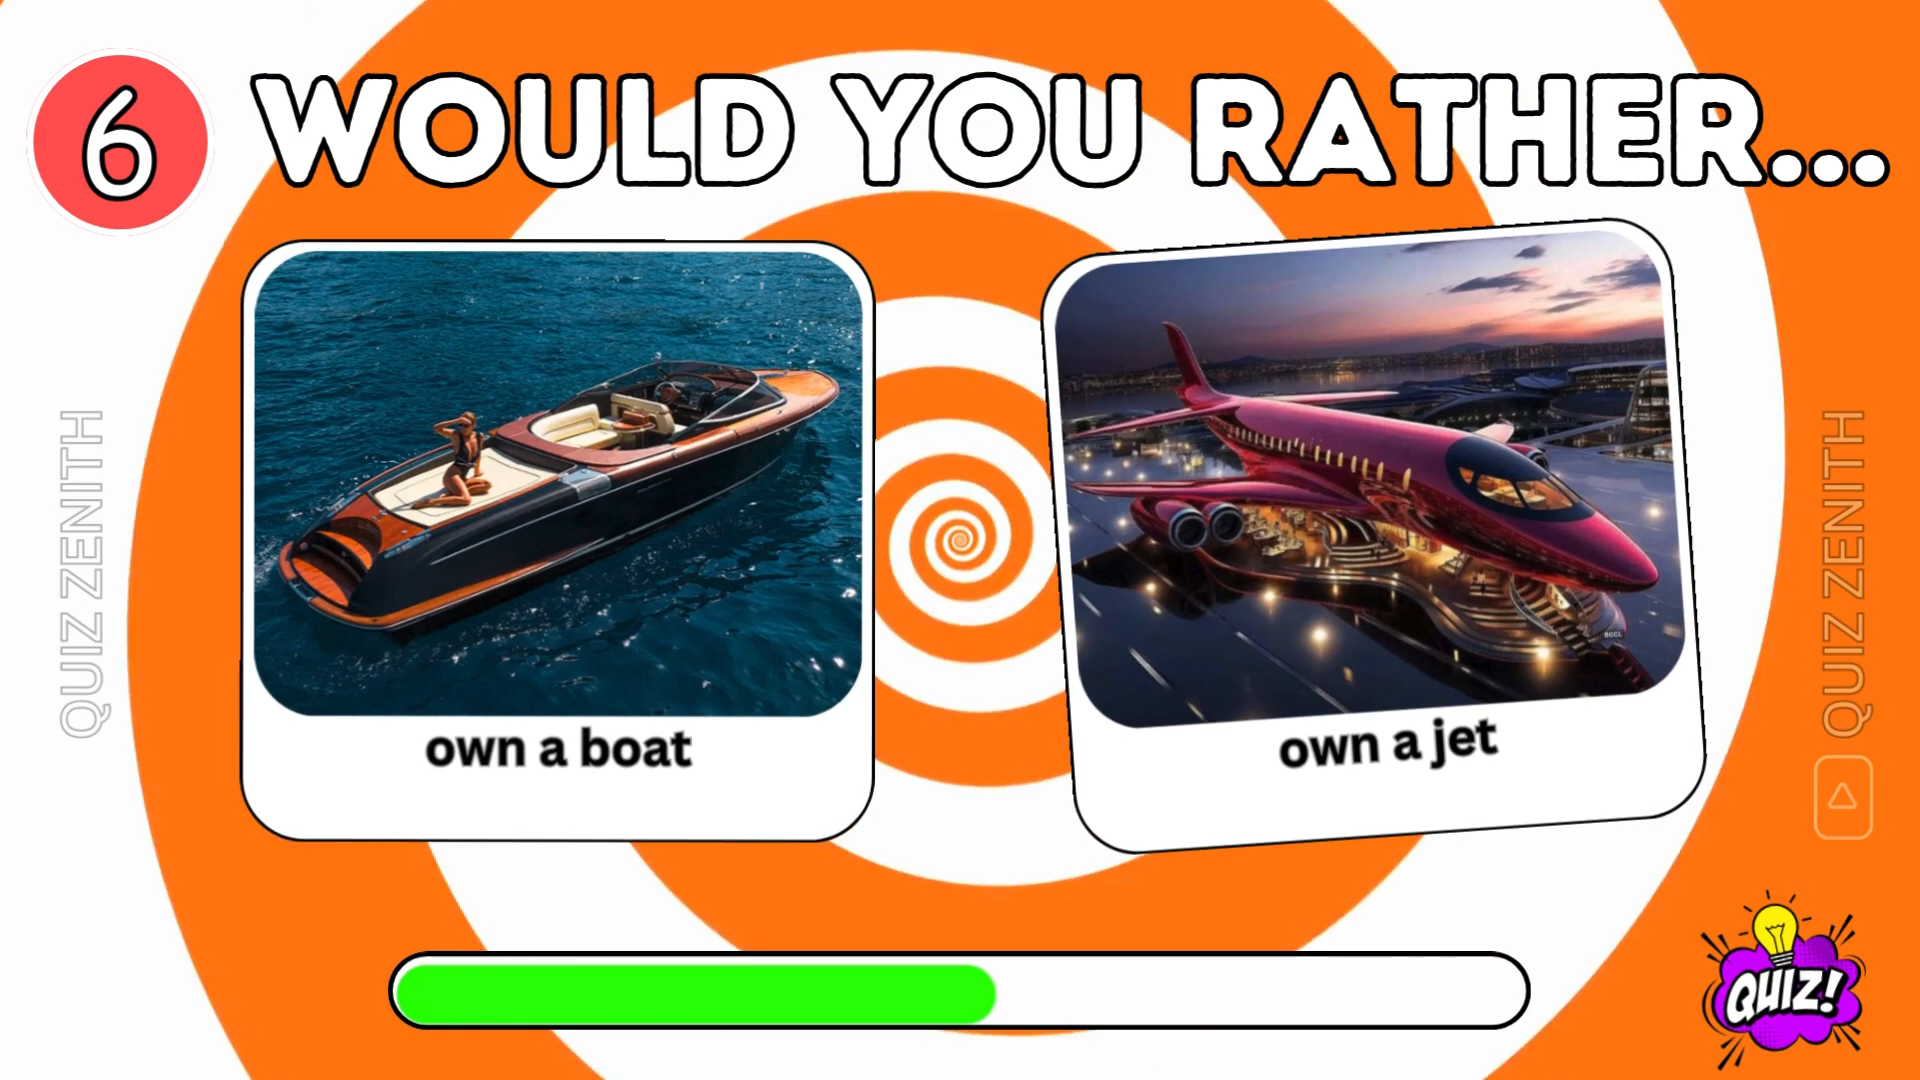 6
WOULD YOU RATHER...
own a boat
own a jet
QUIZ ZENITH
QUIZ ZENITH
QUIZ!